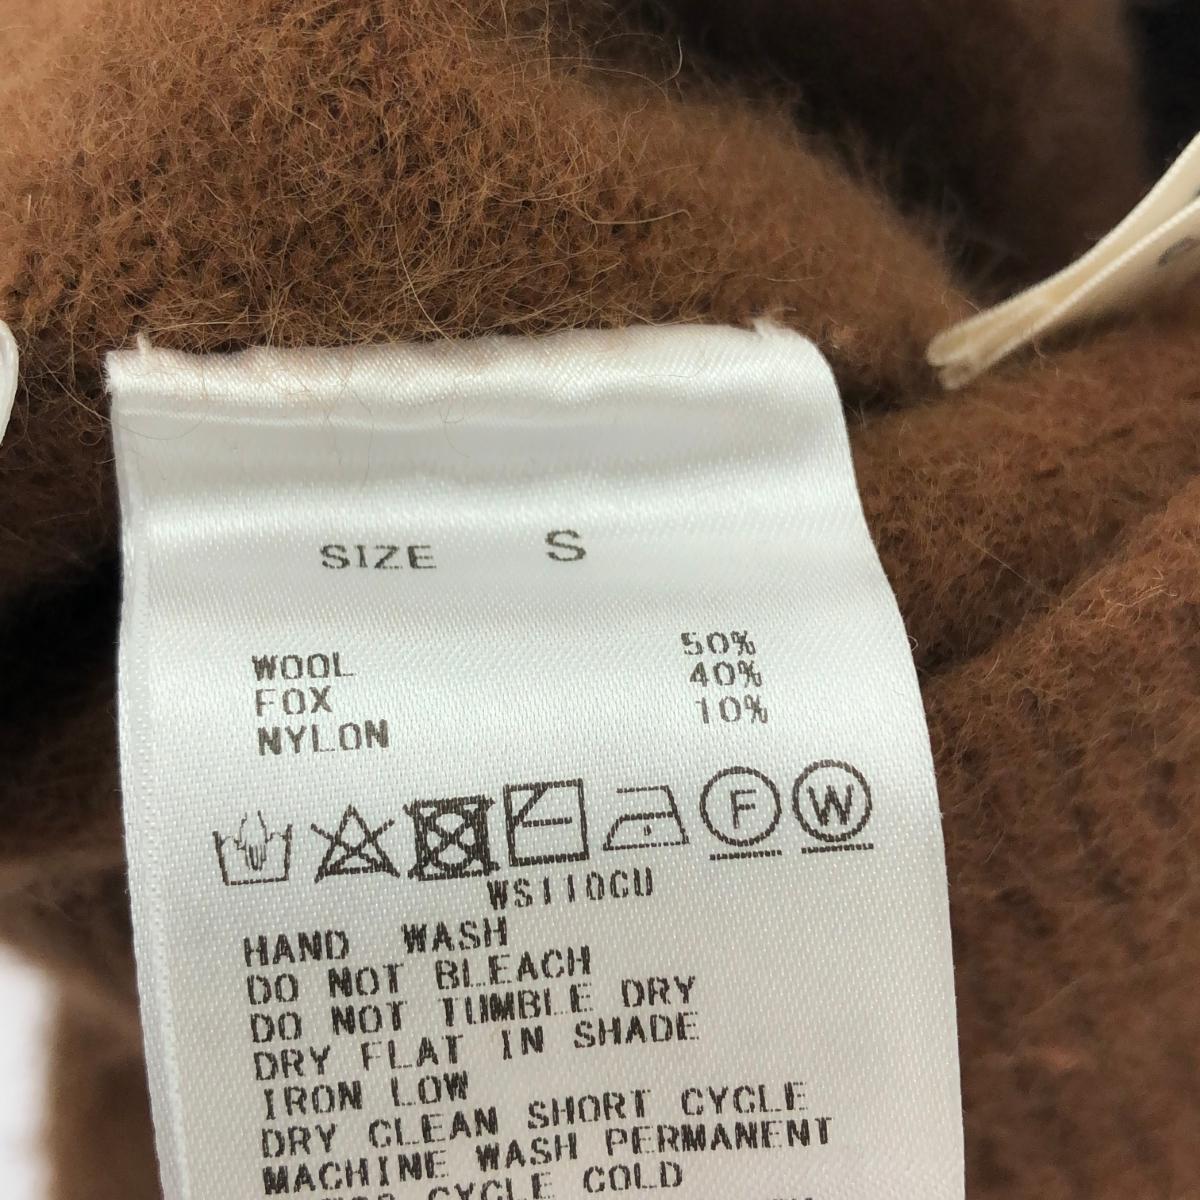 SIZE S
WOOL 50%
FOX 40%
NYLON 10%
F W
WS110CU
HAND WASH
DO NOT BLEACH
DO NOT TUMBLE DRY
DRY FLAT IN SHADE
IRON LOW
DRY CLEAN SHORT CYCLE
MACHINE WASH PERMANENT
CYCLE COLD